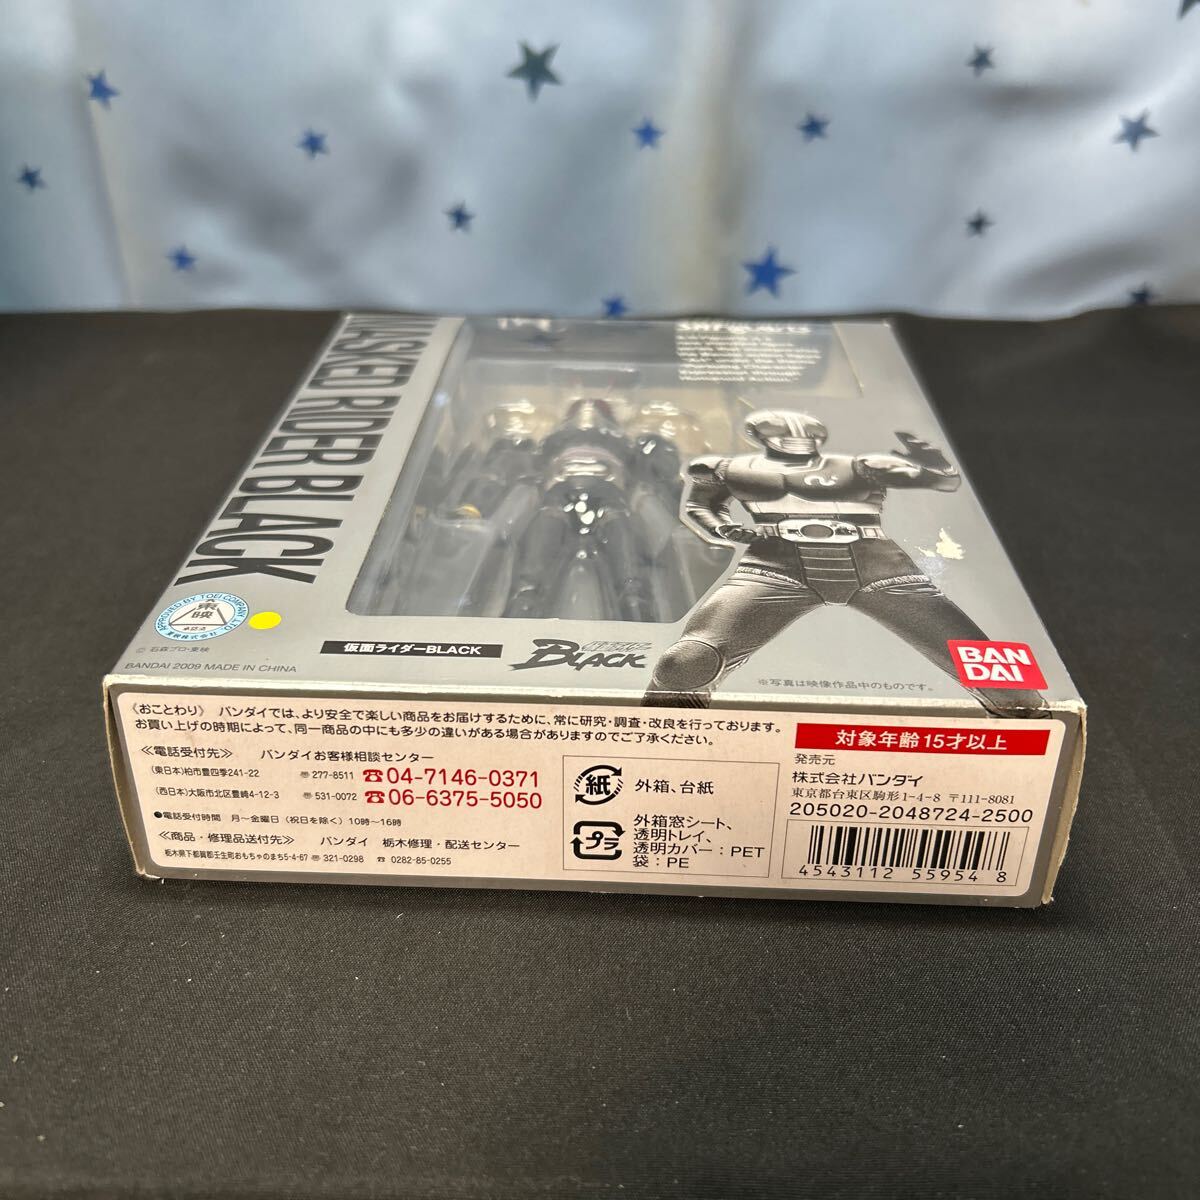 MASKED RIDER BLACK
APPROVED BY TOEI COMPANY, LTD.
東映
© 石森プロ・東映
BANDAI 2009 MADE IN CHINA
仮面ライダーBLACK
BLACK
※写真は映像作品中のものです。
BAN
DAI
《おことわり》 バンダイでは、より安全で楽しい商品をお届けするために、常に研究・調査・改良を行っております。
お買い上げの時期によって、同一商品の中にも多少の違いがある場合がありますのでご了承ください。
≪電話受付先≫ バンダイお客様相談センター
(東日本)柏市豊四季241-22 〠277-8511 ☎04-7146-0371
(西日本)大阪市北区豊崎4-12-3 〠531-0072 ☎06-6375-5050
●電話受付時間 月〜金曜日(祝日を除く)10時〜16時
≪商品・修理品送付先≫ バンダイ 栃木修理・配送センター
栃木県下都賀郡壬生町おもちゃのまち5-4-67 〠321-0298 ☎0282-85-0255
紙 外箱、台紙
プラ 外箱窓シート、
透明トレイ、
透明カバー：PET
袋：PE
対象年齢15才以上
発売元
株式会社バンダイ
東京都台東区駒形1-4-8 〒111-8081
205020-2048724-2500
4543112 55954 8